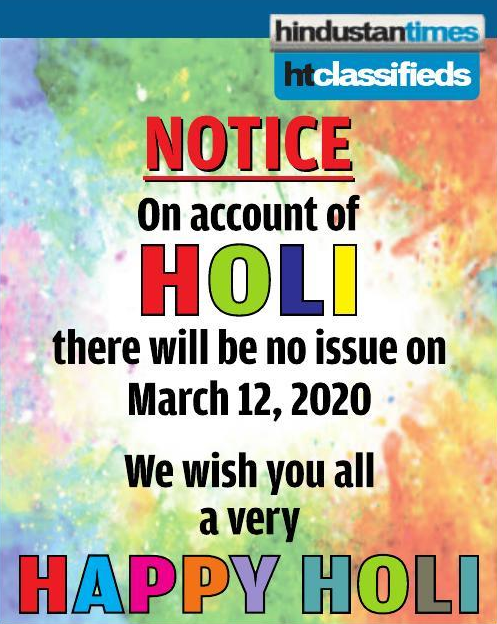 hindustantimes
htclassifieds
NOTICE
On account of
HOLI
there will be no issue on
March 12, 2020
We wish you all
a very
HAPPY HOLI